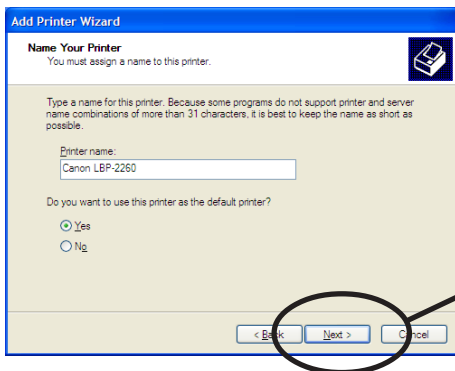 Add Printer Wizard
Name Your Printer
You must assign a name to this printer.
Type a name for this printer. Because some programs do not support printer and server
name combinations of more than 31 characters, it is best to keep the name as short as
possible.
Printer name:
Canon LBP-2260
Do you want to use this printer as the default printer?
Yes
No
< Back Next > Cancel